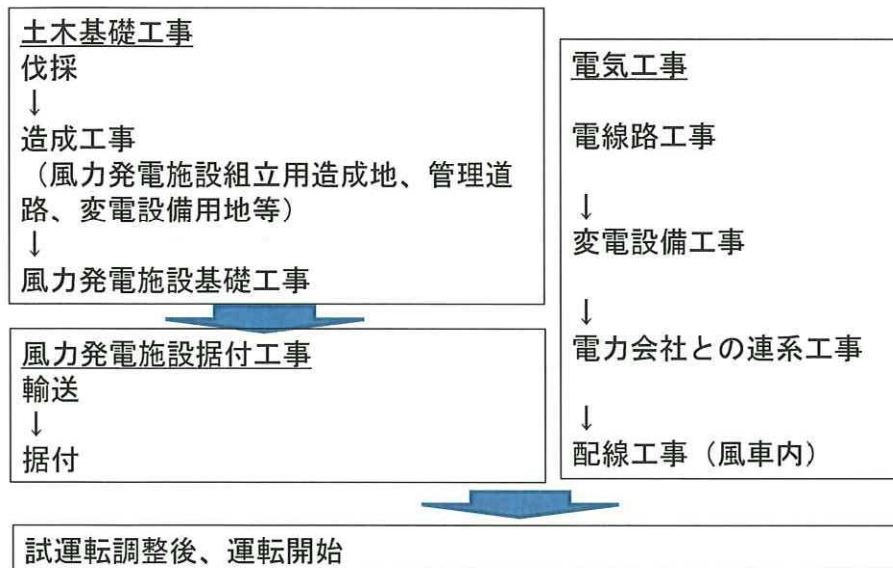 土木基礎工事
伐採
↓
造成工事
（風力発電施設組立用造成地、管理道
路、変電設備用地等）
↓
風力発電施設基礎工事
風力発電施設据付工事
輸送
↓
据付
電気工事
電線路工事
↓
変電設備工事
↓
電力会社との連系工事
↓
配線工事（風車内）
試運転調整後、運転開始